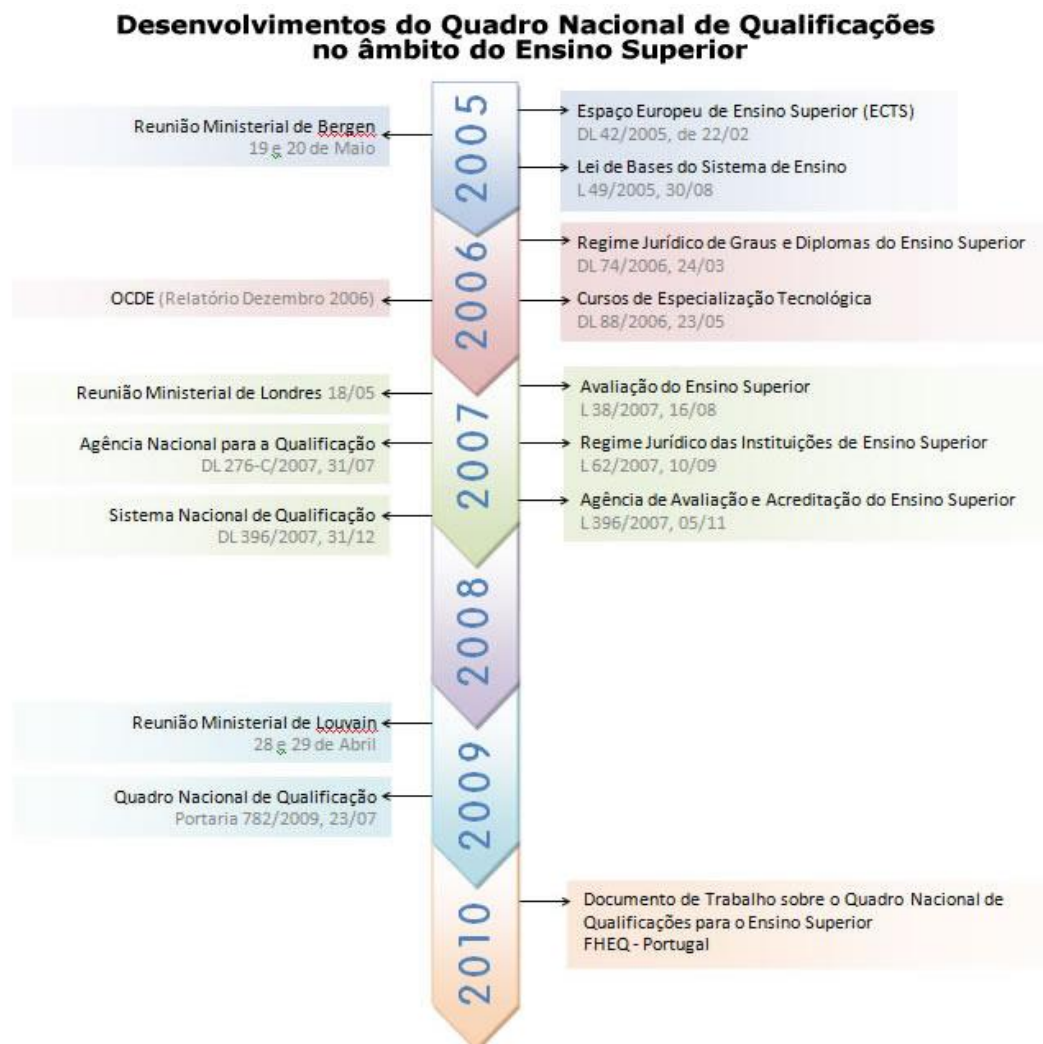 Desenvolvimentos do Quadro Nacional de Qualificações
no âmbito do Ensino Superior
2005
Reunião Ministerial de Bergen
19 e 20 de Maio
Espaço Europeu de Ensino Superior (ECTS)
DL 42/2005, de 22/02
Lei de Bases do Sistema de Ensino
L 49/2005, 30/08
2006
OCDE (Relatório Dezembro 2006)
Regime Jurídico de Graus e Diplomas do Ensino Superior
DL 74/2006, 24/03
Cursos de Especialização Tecnológica
DL 88/2006, 23/05
2007
Reunião Ministerial de Londres 18/05
Agência Nacional para a Qualificação
DL 276-C/2007, 31/07
Sistema Nacional de Qualificação
DL 396/2007, 31/12
Avaliação do Ensino Superior
L 38/2007, 16/08
Regime Jurídico das Instituições de Ensino Superior
L 62/2007, 10/09
Agência de Avaliação e Acreditação do Ensino Superior
L 396/2007, 05/11
2008
2009
Reunião Ministerial de Louvain
28 e 29 de Abril
Quadro Nacional de Qualificação
Portaria 782/2009, 23/07
2010
Documento de Trabalho sobre o Quadro Nacional de
Qualificações para o Ensino Superior
FHEQ - Portugal